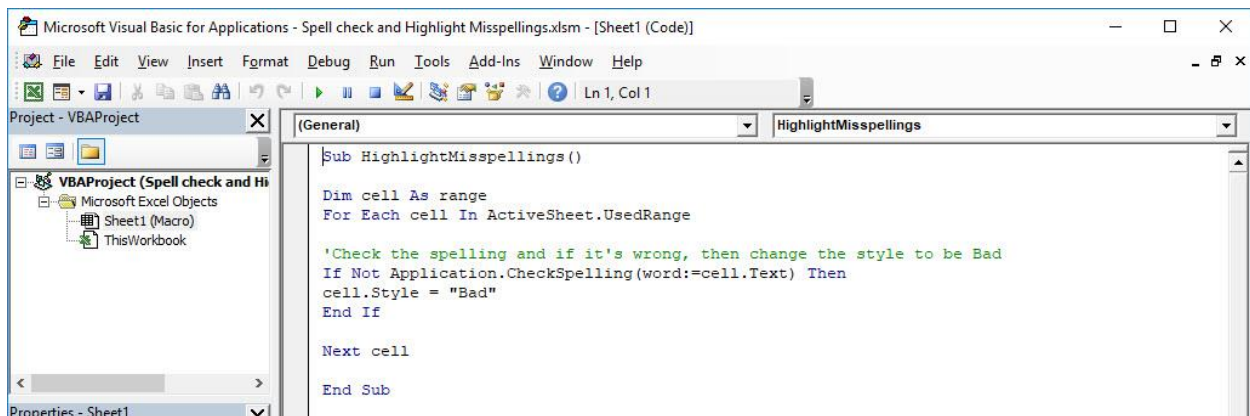 Microsoft Visual Basic for Applications - Spell check and Highlight Misspellings.xlsm - [Sheet1 (Code)]
File Edit View Insert Format Debug Run Tools Add-Ins Window Help
Ln 1, Col 1
Project - VBAProject
(General) HighlightMisspellings
VBAProject (Spell check and Hi
Microsoft Excel Objects
Sheet1 (Macro)
ThisWorkbook
Sub HighlightMisspellings()
Dim cell As range
For Each cell In ActiveSheet.UsedRange
'Check the spelling and if it's wrong, then change the style to be Bad
If Not Application.CheckSpelling(word:=cell.Text) Then
cell.Style = "Bad"
End If
Next cell
End Sub
Properties - Sheet1